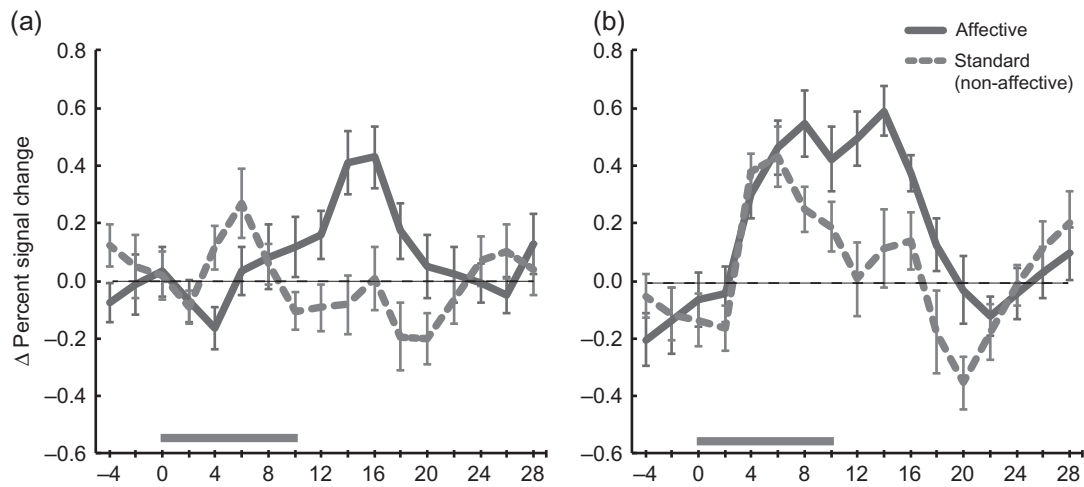 (a)
(b)
Affective
Standard
(non-affective)
Δ Percent signal change
0.8
0.6
0.4
0.2
0.0
–0.2
–0.4
–0.6
–4 0 4 8 12 16 20 24 28
0.8
0.6
0.4
0.2
0.0
–0.2
–0.4
–0.6
–4 0 4 8 12 16 20 24 28